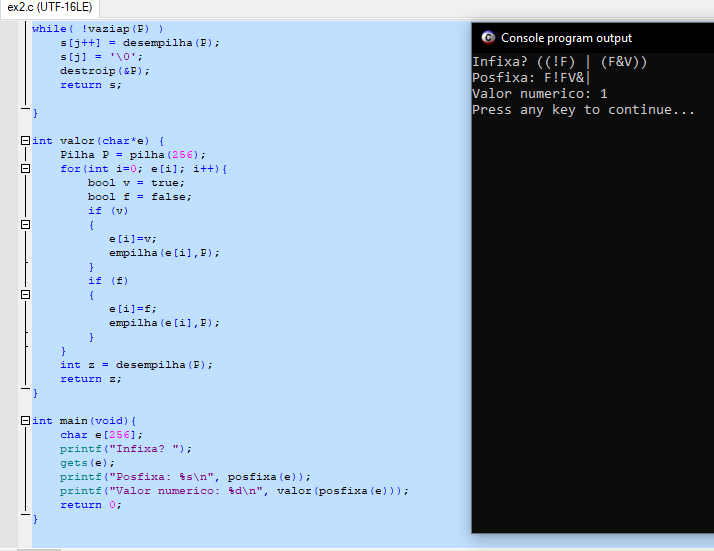 ex2.c (UTF-16LE)
while( !vaziap(P) )
s[j++] = desempilha(P);
s[j] = '\0';
destroip(&P);
return s;
}
int valor(char*e) {
Pilha P = pilha(256);
for(int i=0; e[i]; i++){
bool v = true;
bool f = false;
if (v)
{
e[i]=v;
empilha(e[i],P);
}
if (f)
{
e[i]=f;
empilha(e[i],P);
}
}
int z = desempilha(P);
return z;
}
int main(void){
char e[256];
printf("Infixa? ");
gets(e);
printf("Posfixa: %s\n", posfixa(e));
printf("Valor numerico: %d\n", valor(posfixa(e)));
return 0;
}
Console program output
Infixa? ((!F) | (F&V))
Posfixa: F!FV&|
Valor numerico: 1
Press any key to continue...